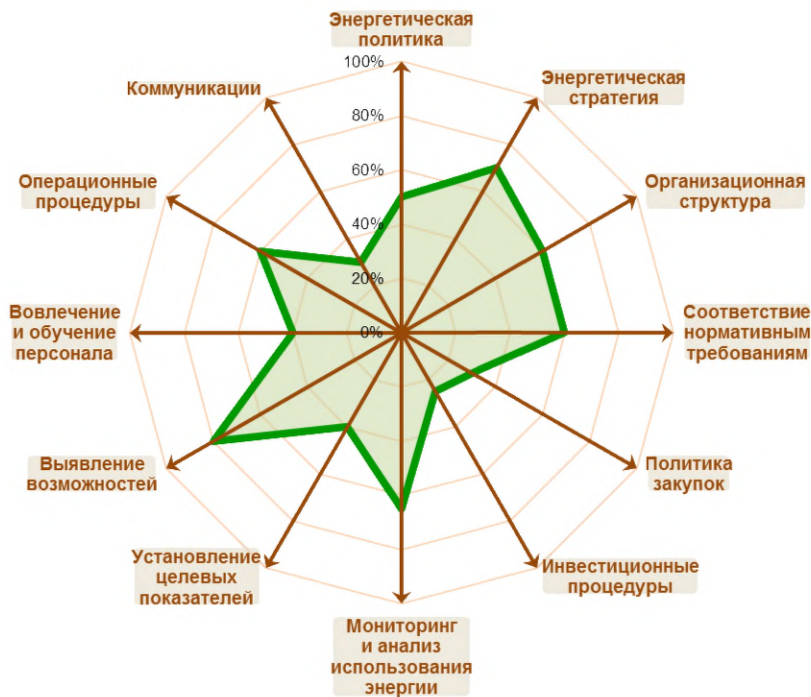 Энергетическая
политика
100%
Энергетическая
стратегия
Коммуникации
80%
60%
Операционные
процедуры
Организационная
структура
40%
20%
Вовлечение
и обучение
персонала
0%
Соответствие
нормативным
требованиям
Выявление
возможностей
Политика
закупок
Установление
целевых
показателей
Инвестиционные
процедуры
Мониторинг
и анализ
использования
энергии